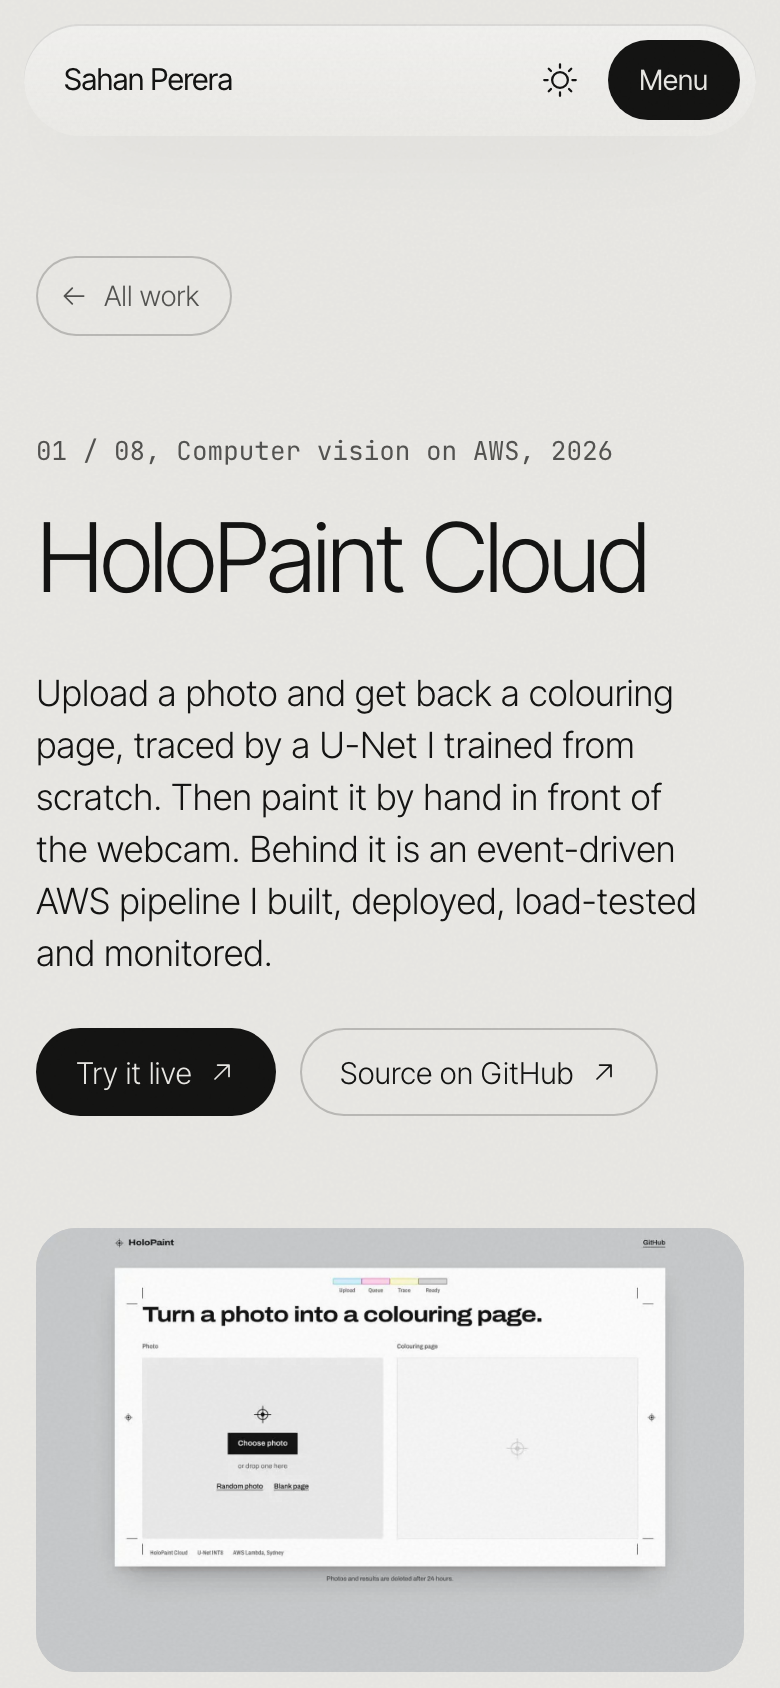 Sahan Perera
Menu
← All work
01 / 08, Computer vision on AWS, 2026
HoloPaint Cloud
Upload a photo and get back a colouring
page, traced by a U-Net I trained from
scratch. Then paint it by hand in front of
the webcam. Behind it is an event-driven
AWS pipeline I built, deployed, load-tested
and monitored.
Try it live ↗
Source on GitHub ↗
HoloPaint
GitHub
Upload Queue Trace Ready
Turn a photo into a colouring page.
Photo
Colouring page
Choose photo
or drop one here.
Random photo Blank page
HoloPaint Cloud U-Net INT8 AWS Lambda, Sydney
Photos and results are deleted after 24 hours.